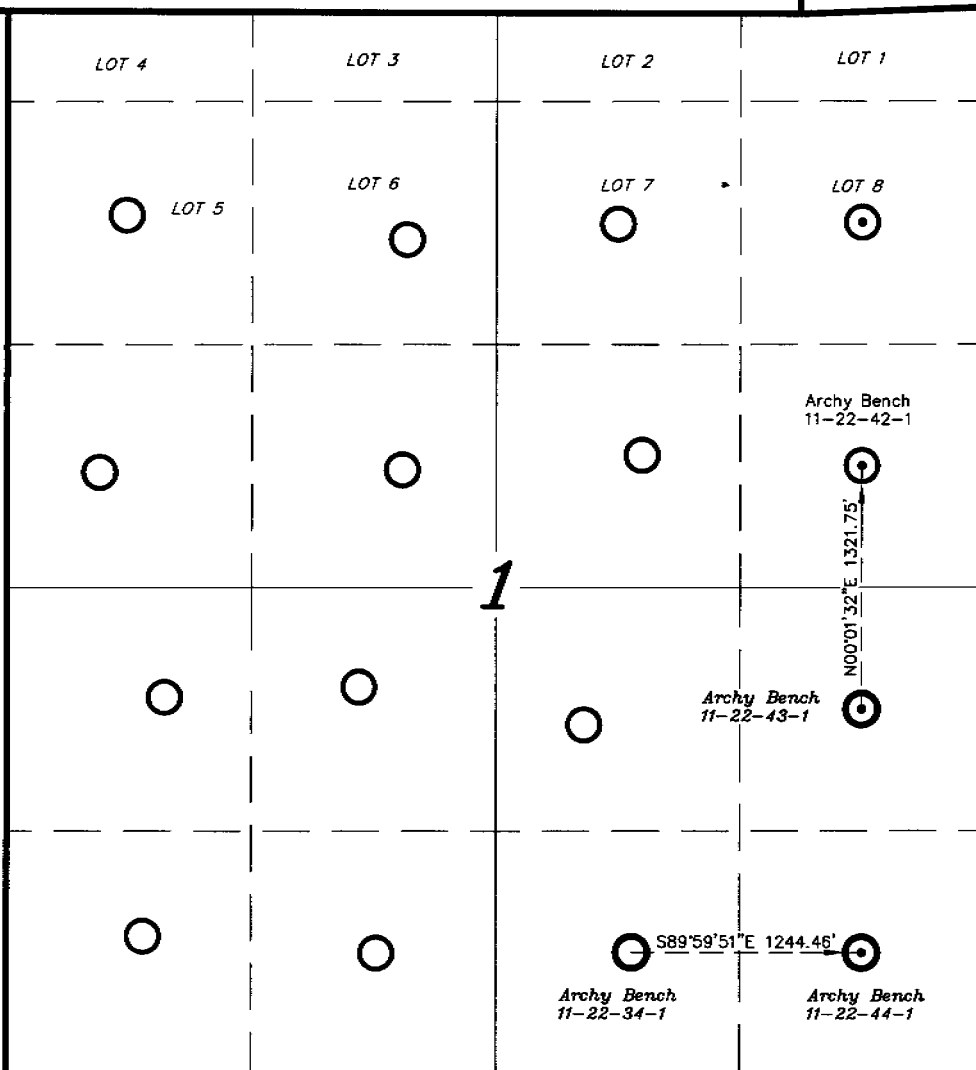 LOT 4
LOT 3
LOT 2
LOT 1
LOT 5
LOT 6
LOT 7
LOT 8
Archy Bench
11-22-42-1
N00°01'32"E 1321.75'
1
Archy Bench
11-22-43-1
S89°59'51"E 1244.46'
Archy Bench
11-22-34-1
Archy Bench
11-22-44-1